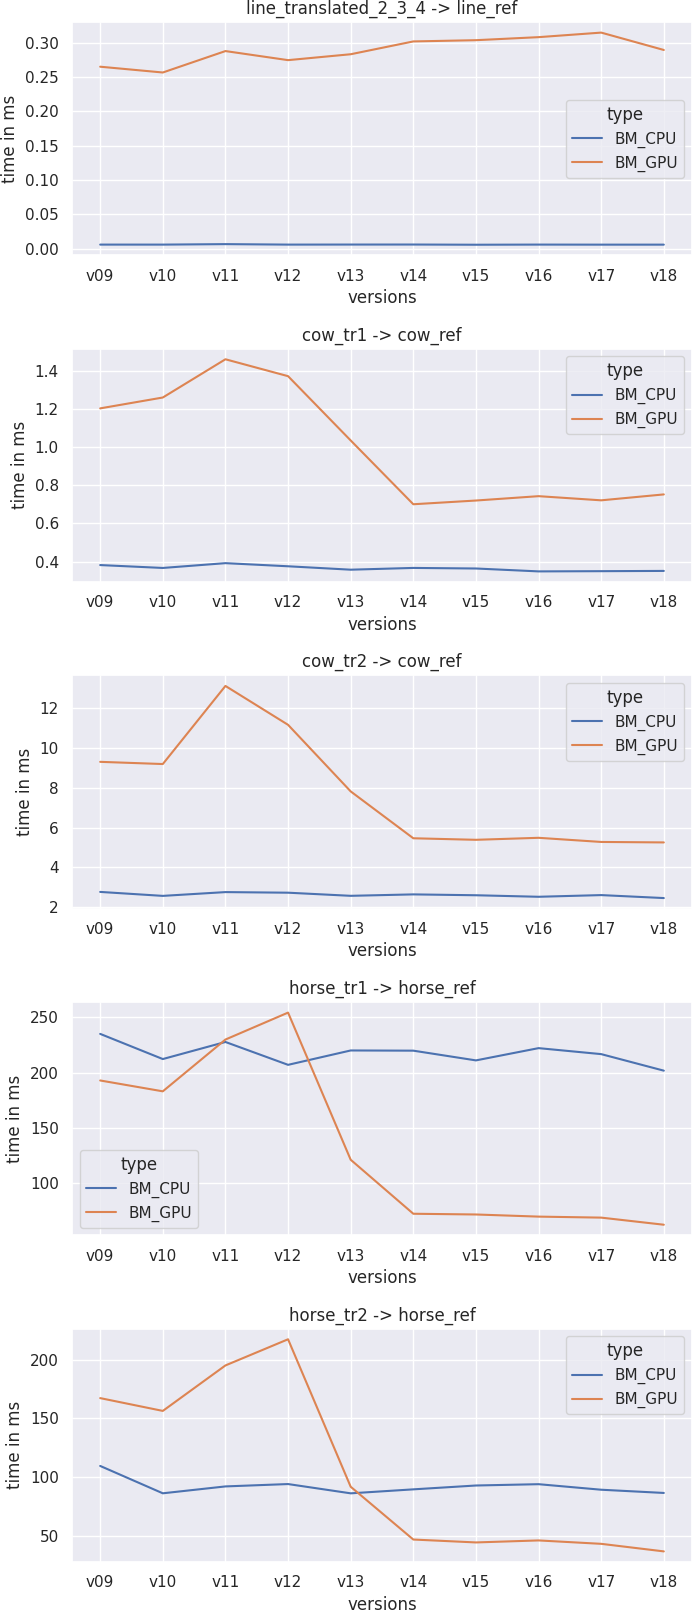 line_translated_2_3_4 -> line_ref
time in ms
0.30
0.25
0.20
0.15
0.10
0.05
0.00
type
BM_CPU
BM_GPU
v09 v10 v11 v12 v13 v14 v15 v16 v17 v18
versions
cow_tr1 -> cow_ref
time in ms
1.4
1.2
1.0
0.8
0.6
0.4
type
BM_CPU
BM_GPU
v09 v10 v11 v12 v13 v14 v15 v16 v17 v18
versions
cow_tr2 -> cow_ref
time in ms
12
10
8
6
4
2
type
BM_CPU
BM_GPU
v09 v10 v11 v12 v13 v14 v15 v16 v17 v18
versions
horse_tr1 -> horse_ref
time in ms
250
200
150
100
type
BM_CPU
BM_GPU
v09 v10 v11 v12 v13 v14 v15 v16 v17 v18
versions
horse_tr2 -> horse_ref
time in ms
200
150
100
50
type
BM_CPU
BM_GPU
v09 v10 v11 v12 v13 v14 v15 v16 v17 v18
versions